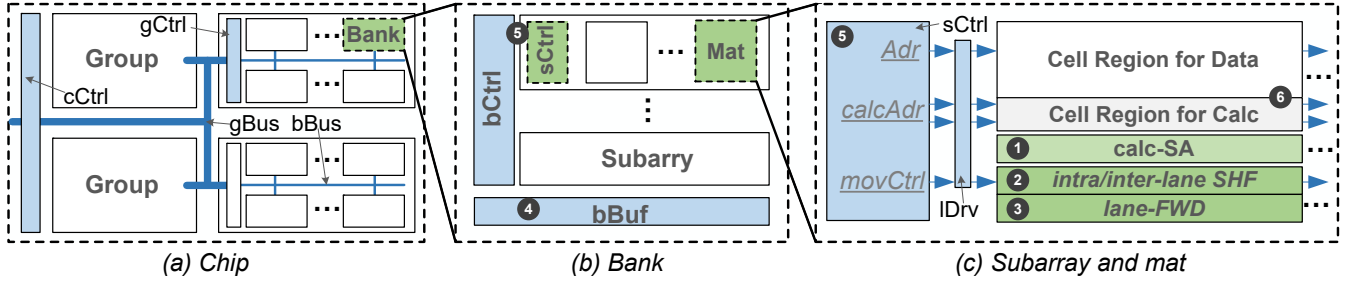 gCtrl
Group
... Bank
...
cCtrl
gBus bBus
Group
...
...
(a) Chip
bCtrl
5
sCtrl
...
Mat
...
Subarry
4 bBuf
(b) Bank
5
sCtrl
Adr
Cell Region for Data
...
6
calcAdr
Cell Region for Calc
1 calc-SA ...
movCtrl
2 intra/inter-lane SHF
lDrv
3 lane-FWD ...
(c) Subarray and mat